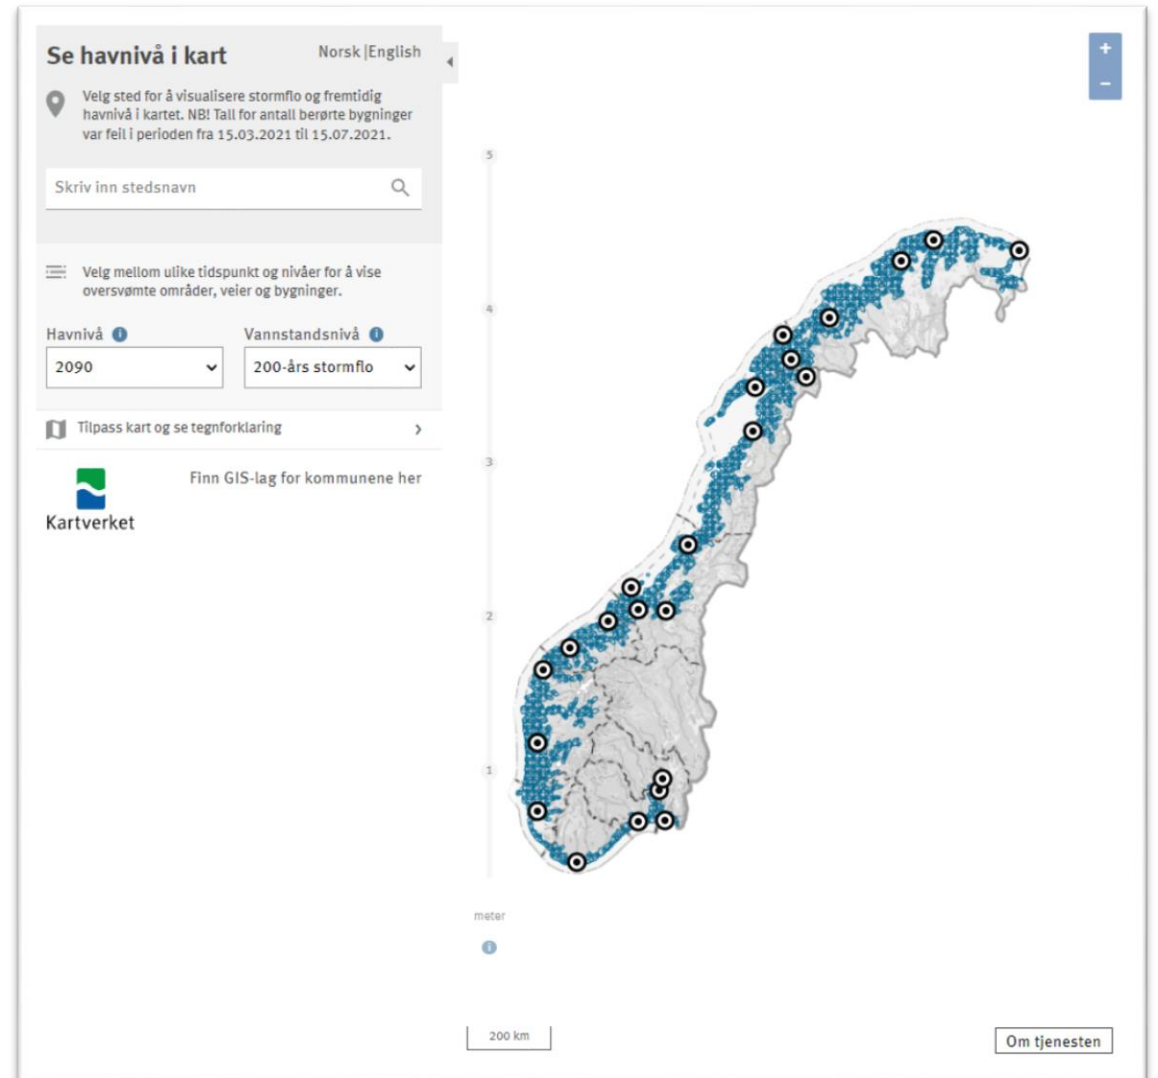 Se havnivå i kart
Norsk |English
Velg sted for å visualisere stormflo og fremtidig
havnivå i kartet. NB! Tall for antall berørte bygninger
var feil i perioden fra 15.03.2021 til 15.07.2021.
Skriv inn stedsnavn
Velg mellom ulike tidspunkt og nivåer for å vise
oversvømte områder, veier og bygninger.
Havnivå i
Vannstandsnivå i
2090
200-års stormflo
Tilpass kart og se tegnforklaring
Finn GIS-lag for kommunene her
Kartverket
+
−
5
4
3
2
1
meter
i
200 km
Om tjenesten